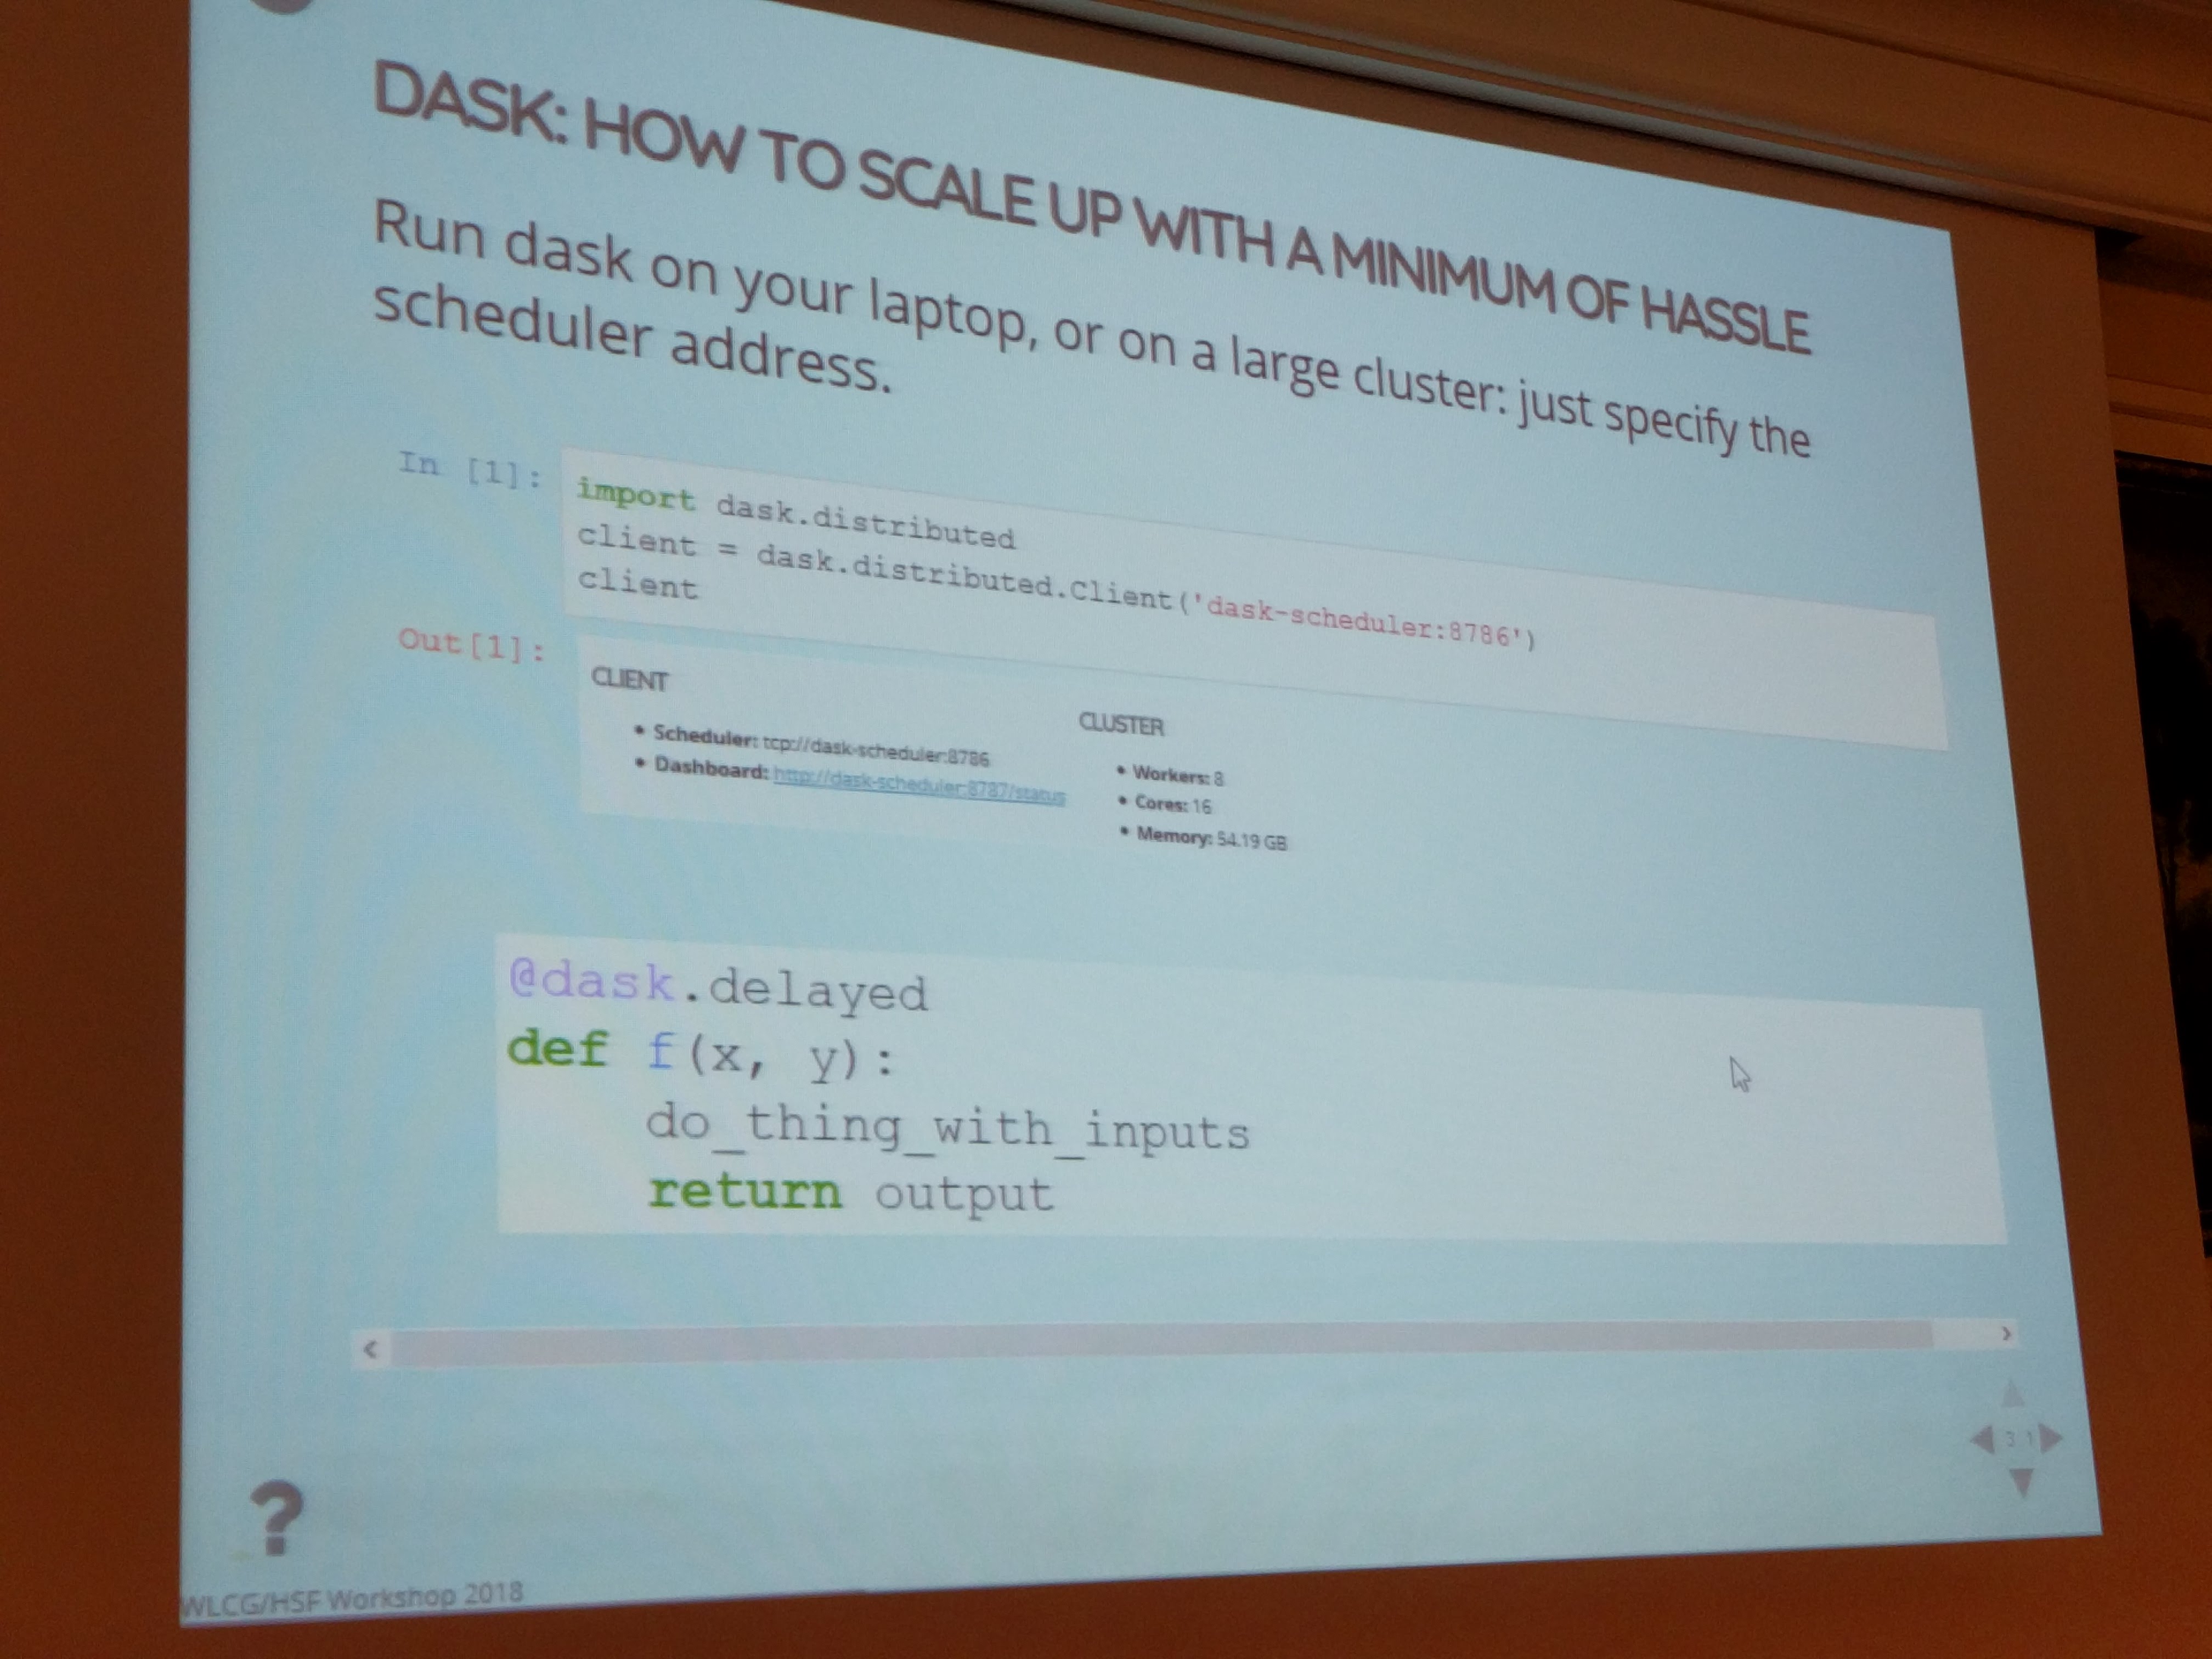 DASK: HOW TO SCALE UP WITH A MINIMUM OF HASSLE
Run dask on your laptop, or on a large cluster: just specify the
scheduler address.
In [1]:
import dask.distributed
client = dask.distributed.Client('dask-scheduler:8786')
client
Out[1]:
CLIENT
• Scheduler: tcp://dask-scheduler:8786
• Dashboard: http://dask-scheduler:8787/status
CLUSTER
• Workers: 8
• Cores: 16
• Memory: 54.19 GB
@dask.delayed
def f(x, y):
    do_thing_with_inputs
    return output
3 1
?
WLCG/HSF Workshop 2018